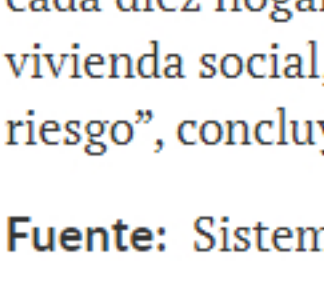 cada diez hogar
vivienda social,
riesgo”, concluy
Fuente: Sistem